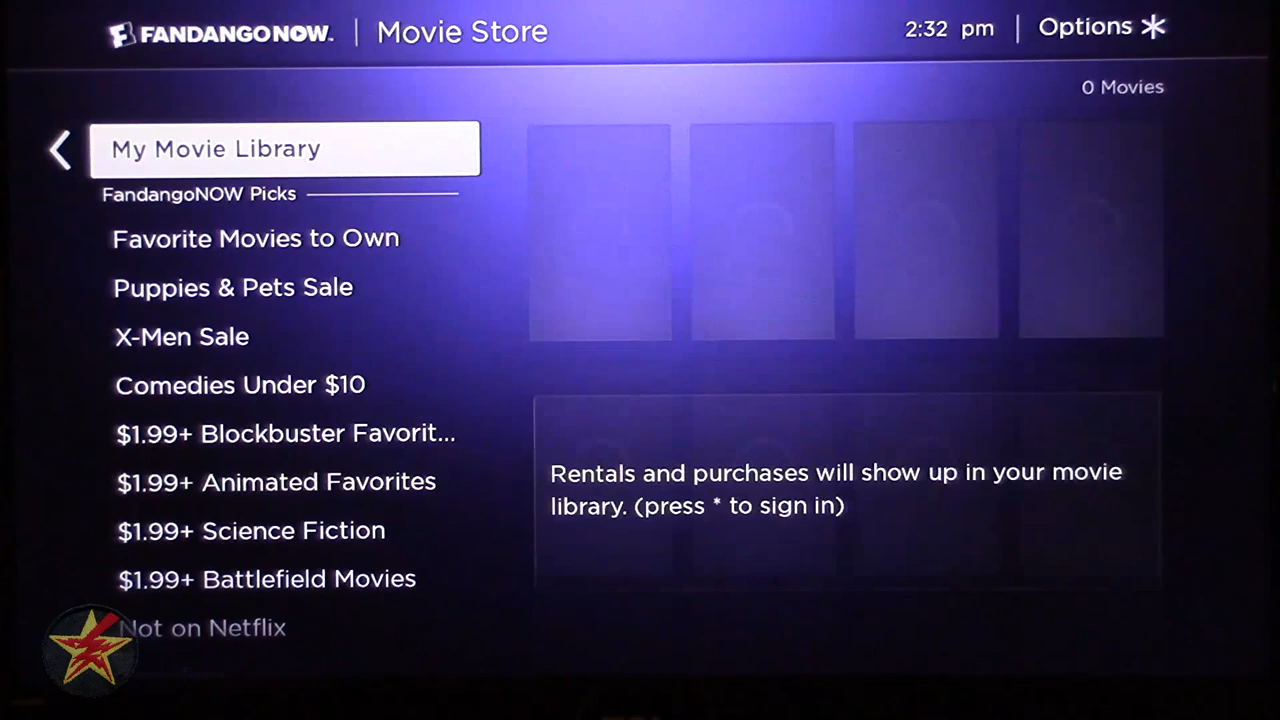 FANDANGONOW™ | Movie Store
2:32 pm | Options *
0 Movies
My Movie Library
FandangoNOW Picks
Favorite Movies to Own
Puppies & Pets Sale
X-Men Sale
Comedies Under $10
$1.99+ Blockbuster Favorit...
$1.99+ Animated Favorites
$1.99+ Science Fiction
$1.99+ Battlefield Movies
Not on Netflix
Rentals and purchases will show up in your movie
library. (press * to sign in)